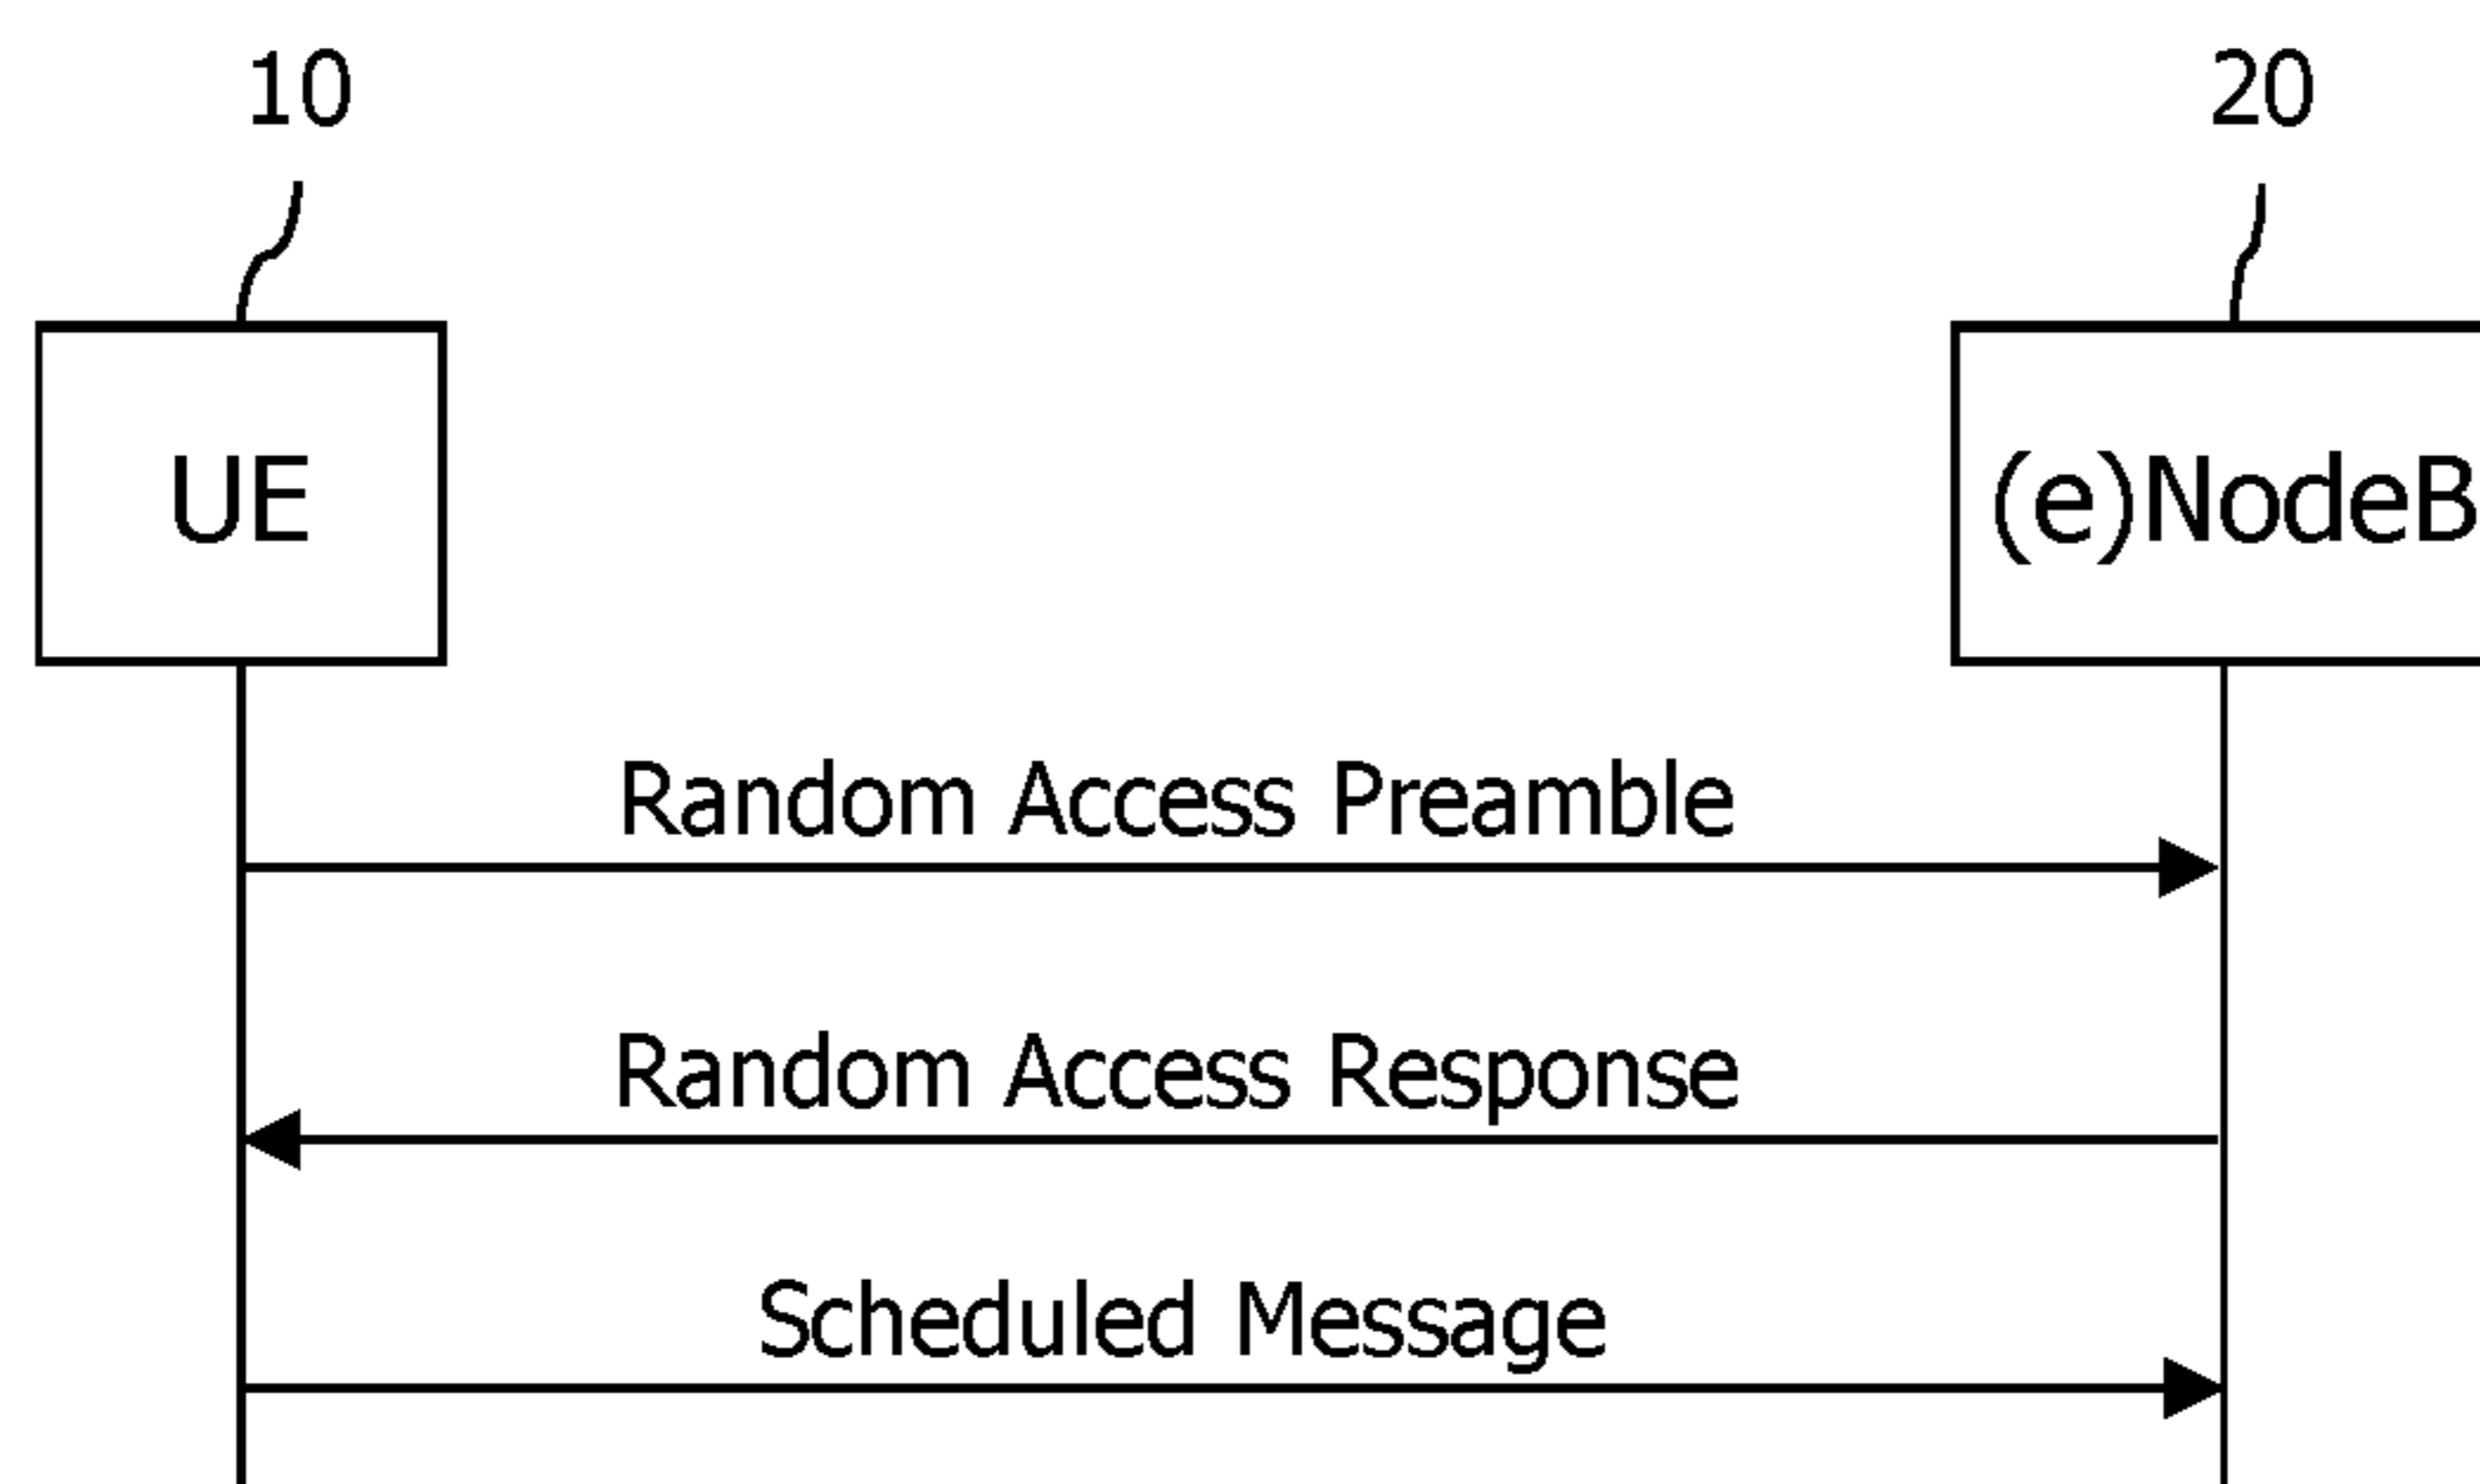 10
20
UE
(e)NodeB
Random Access Preamble
Random Access Response
Scheduled Message